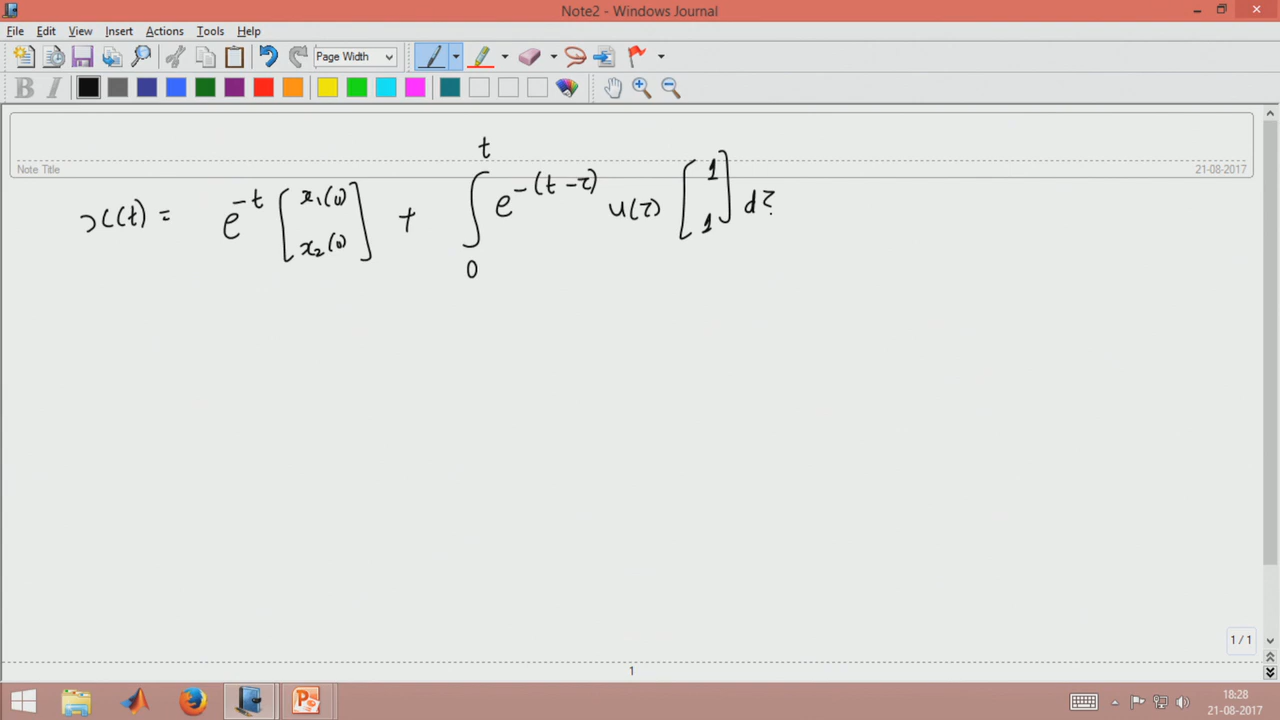 Note2 - Windows Journal
File Edit View Insert Actions Tools Help
Page Width
B I
Note Title
21-08-2017
x(t) = e^{-t} [x₁(0) x₂(0)] + ∫₀ᵗ e^{-(t-τ)} u(τ) [1 1] dτ
1 / 1
1
18:28
21-08-2017